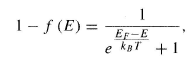 1 − f (E) = 1 / (e^((E_F − E) / (k_B T)) + 1),